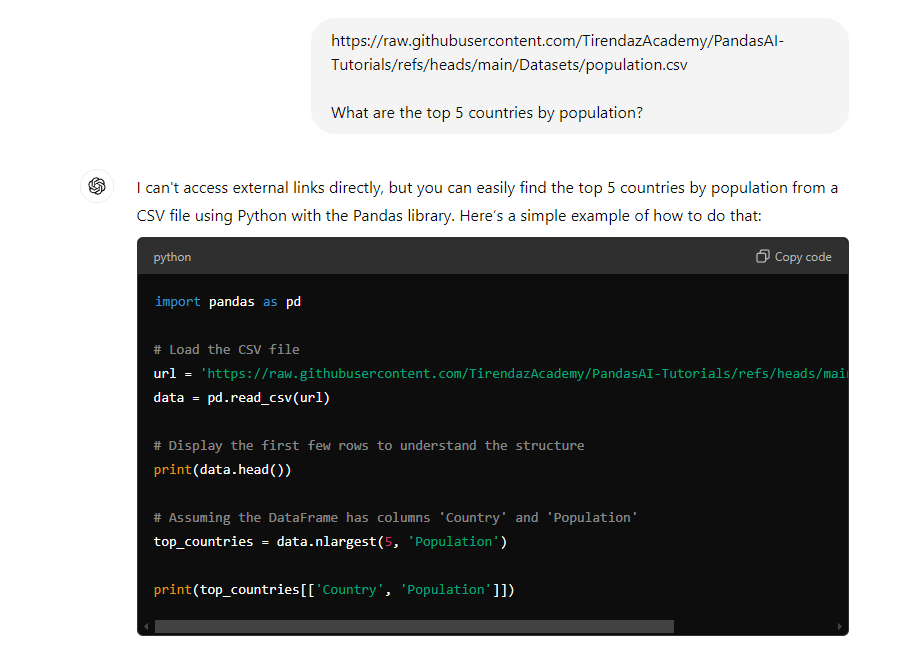 https://raw.githubusercontent.com/TirendazAcademy/PandasAI-
Tutorials/refs/heads/main/Datasets/population.csv
What are the top 5 countries by population?
I can't access external links directly, but you can easily find the top 5 countries by population from a
CSV file using Python with the Pandas library. Here's a simple example of how to do that:
python
Copy code
import pandas as pd
# Load the CSV file
url = 'https://raw.githubusercontent.com/TirendazAcademy/PandasAI-Tutorials/refs/heads/main
data = pd.read_csv(url)
# Display the first few rows to understand the structure
print(data.head())
# Assuming the DataFrame has columns 'Country' and 'Population'
top_countries = data.nlargest(5, 'Population')
print(top_countries[['Country', 'Population']])